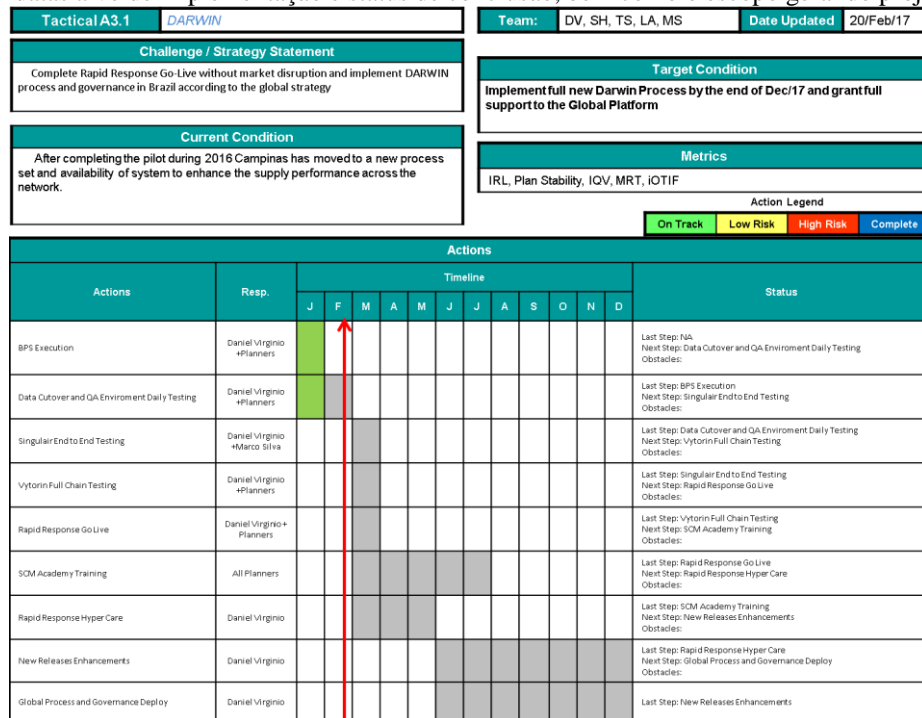 Tactical A3.1
DARWIN
Team:
DV, SH, TS, LA, MS
Date Updated
20/Feb/17
Challenge / Strategy Statement
Complete Rapid Response Go-Live without market disruption and implement DARWIN
process and governance in Brazil according to the global strategy
Target Condition
Implement full new Darwin Process by the end of Dec/17 and grant full
support to the Global Platform
Current Condition
After completing the pilot during 2016 Campinas has moved to a new process
set and availability of system to enhance the supply performance across the
network.
Metrics
IRL, Plan Stability, IQV, MRT, iOTIF
Action Legend
On Track
Low Risk
High Risk
Complete
Actions
Actions
Resp.
Timeline
Status
J F M A M J J A S O N D
BPS Execution
Daniel Virginio
+Planners
Last Step: NA
Next Step: Data Cutover and QA Enviroment Daily Testing
Obstacles:
Data Cutover and QA Enviroment Daily Testing
Daniel Virginio
+Planners
Last Step: BPS Execution
Next Step: Singulair End to End Testing
Obstacles:
Singulair End to End Testing
Daniel Virginio
+Marco Silva
Last Step: Data Cutover and QA Enviroment Daily Testing
Next Step: Vytorin Full Chain Testing
Obstacles:
Vytorin Full Chain Testing
Daniel Virginio
+Planners
Last Step: Singulair End to End Testing
Next Step: Rapid Response Go Live
Obstacles:
Rapid Response Go Live
Daniel Virginio +
Planners
Last Step: Vytorin Full Chain Testing
Next Step: SCM Academy Training
Obstacles:
SCM Academy Training
All Planners
Last Step: Rapid Response Go Live
Next Step: Rapid Response Hyper Care
Obstacles:
Rapid Response Hyper Care
Daniel Virginio
Last Step: SCM Academy Training
Next Step: New Releases Enhancements
Obstacles:
New Releases Enhancements
Daniel Virginio
Last Step: Rapid Response Hyper Care
Next Step: Global Process and Governance Deploy
Obstacles:
Global Process and Governance Deploy
Daniel Virginio
Last Step: New Releases Enhancements